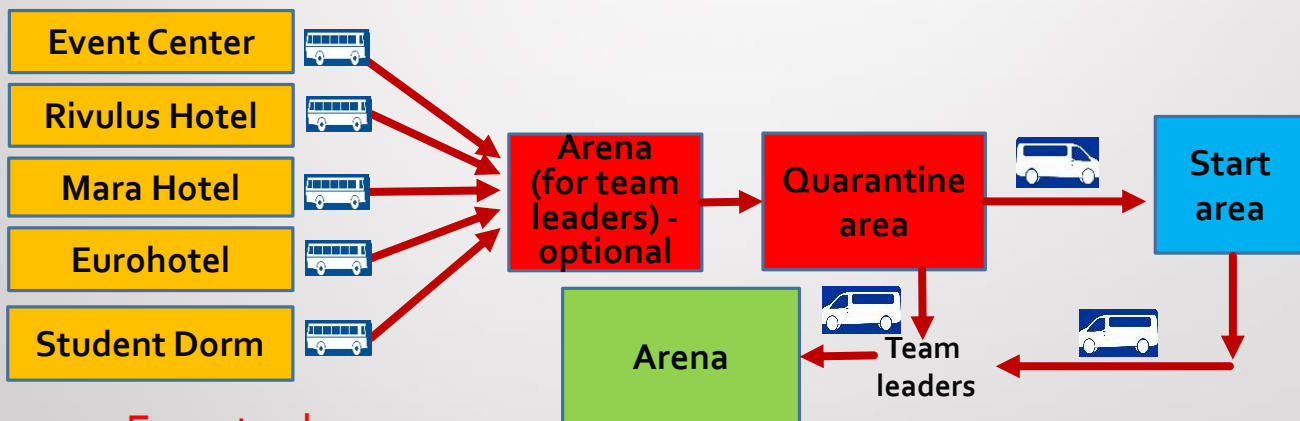 Event Center
Rivulus Hotel
Mara Hotel
Eurohotel
Student Dorm
Arena
(for team
leaders) -
optional
Quarantine
area
Start
area
Arena
Team
leaders